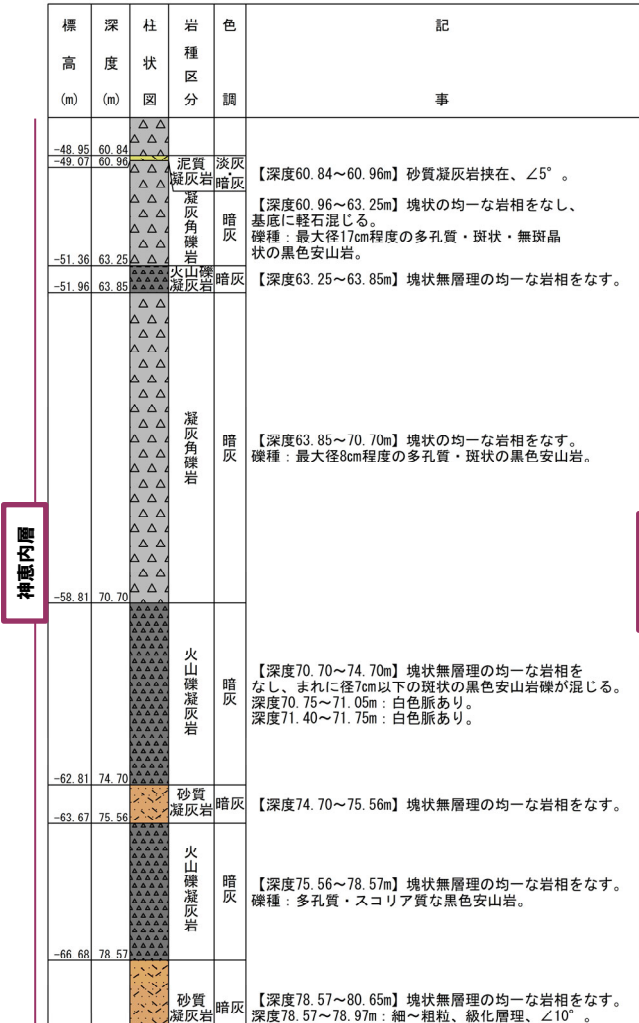 標高(m)
深度(m)
柱状図
岩種区分
色調
記事
神恵内層
-48.95 60.84
-49.07 60.96
泥質
凝灰岩
淡灰
・
暗灰
【深度60.84～60.96m】砂質凝灰岩挟在、∠5°。
-51.36 63.25
凝灰角礫岩
暗灰
【深度60.96～63.25m】塊状の均一な岩相をなし、
基底に軽石混じる。
礫種：最大径17cm程度の多孔質・斑状・無斑晶
状の黒色安山岩。
-51.96 63.85
火山礫
凝灰岩
暗灰
【深度63.25～63.85m】塊状無層理の均一な岩相をなす。
-58.81 70.70
凝灰角礫岩
暗灰
【深度63.85～70.70m】塊状の均一な岩相をなす。
礫種：最大径8cm程度の多孔質・斑状の黒色安山岩。
-62.81 74.70
火山礫凝灰岩
暗灰
【深度70.70～74.70m】塊状無層理の均一な岩相を
なし、まれに径7cm以下の斑状の黒色安山岩礫が混じる。
深度70.75～71.05m：白色脈あり。
深度71.40～71.75m：白色脈あり。
-63.67 75.56
砂質
凝灰岩
暗灰
【深度74.70～75.56m】塊状無層理の均一な岩相をなす。
-66.68 78.57
火山礫凝灰岩
暗灰
【深度75.56～78.57m】塊状無層理の均一な岩相をなす。
礫種：多孔質・スコリア質な黒色安山岩。
砂質
凝灰岩
暗灰
【深度78.57～80.65m】塊状無層理の均一な岩相をなす。
深度78.57～78.97m：細～粗粒、級化層理、∠10°。